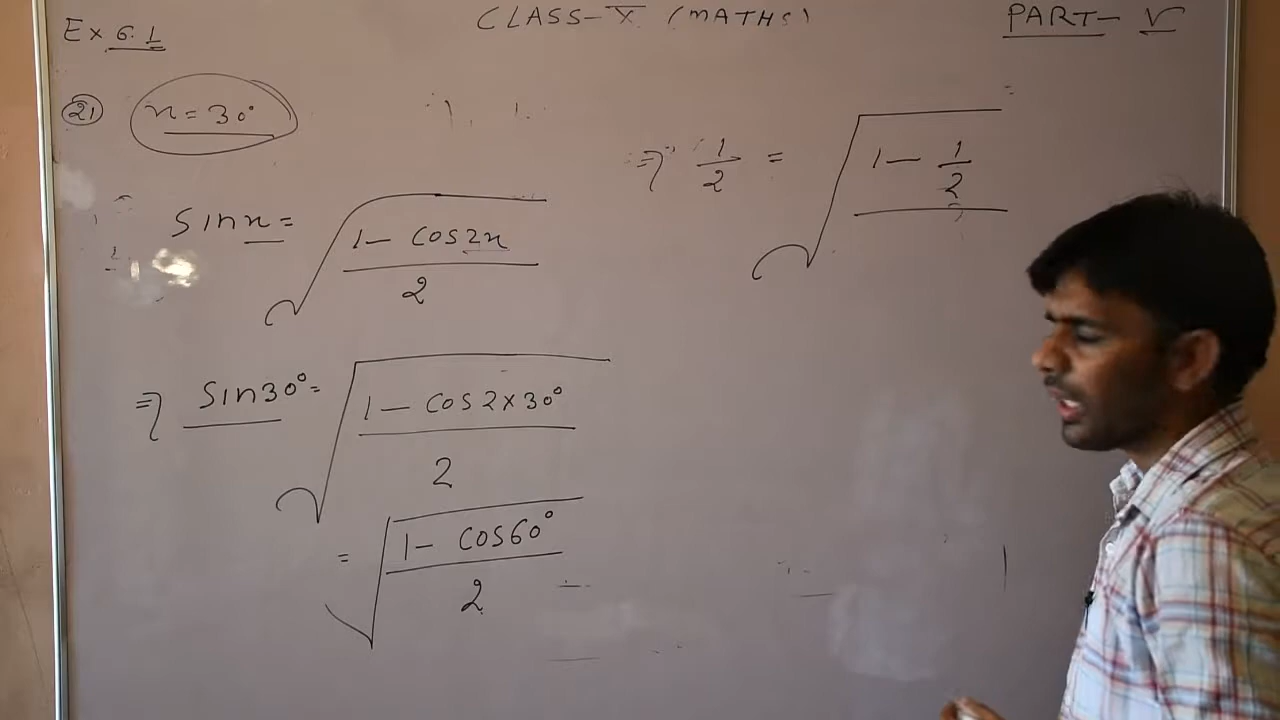 Ex 6.1
CLASS-X (MATHS)
PART- V
21 x = 30°
sin x = √((1 - cos 2x)/2)
⇒ sin 30° = √((1 - cos 2 × 30°)/2)
= √((1 - cos 60°)/2)
⇒ 1/2 = √(1 - 1/2